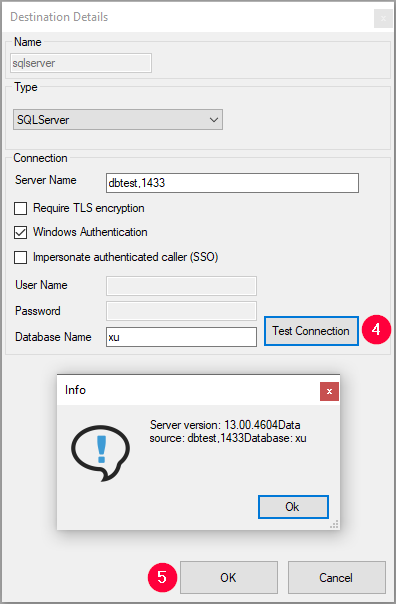 Destination Details
x
Name
sqlserver
Type
SQLServer
Connection
Server Name dbtest,1433
Require TLS encryption
Windows Authentication
Impersonate authenticated caller (SSO)
User Name
Password
Database Name xu
Test Connection 4
Info
x
Server version: 13.00.4604Data
source: dbtest,1433Database: xu
Ok
5 OK Cancel